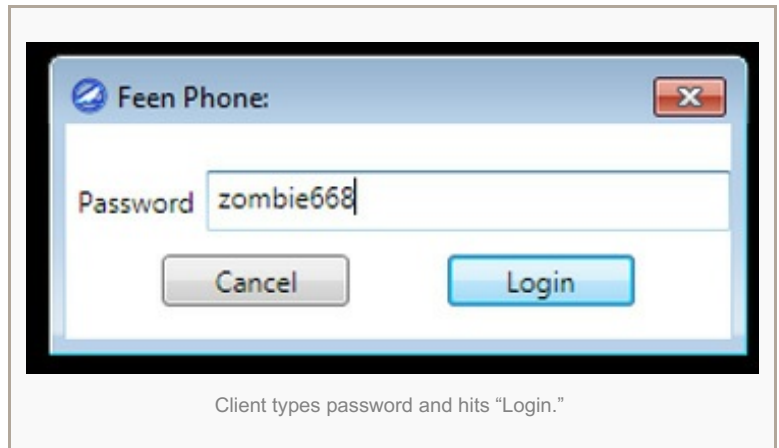 Feen Phone:
Password zombie668
Cancel Login
Client types password and hits “Login.”